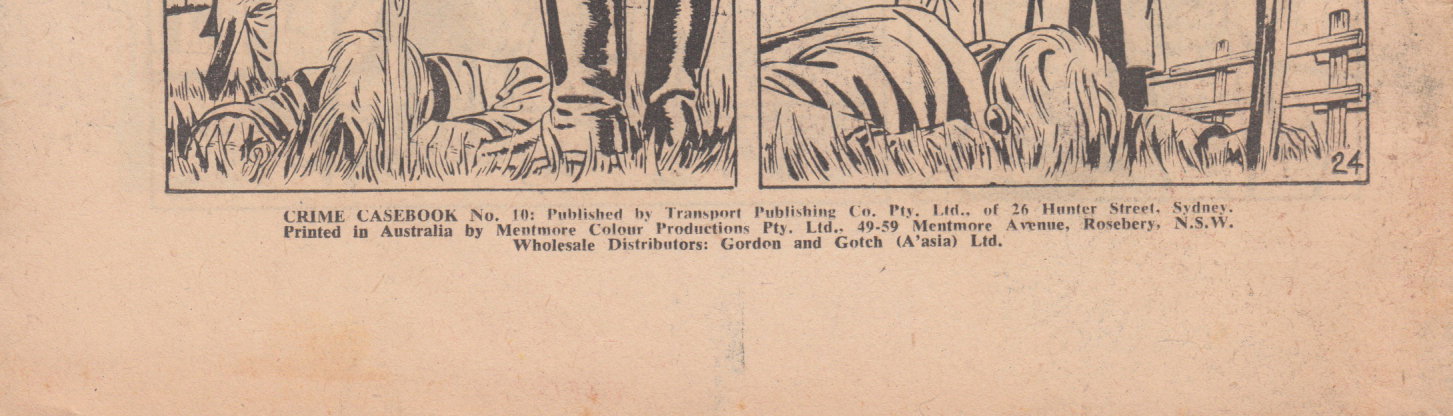 24
CRIME CASEBOOK No. 10: Published by Transport Publishing Co. Pty. Ltd., of 26 Hunter Street, Sydney.
Printed in Australia by Mentmore Colour Productions Pty. Ltd., 49-59 Mentmore Avenue, Rosebery, N.S.W.
Wholesale Distributors: Gordon and Gotch (A'asia) Ltd.